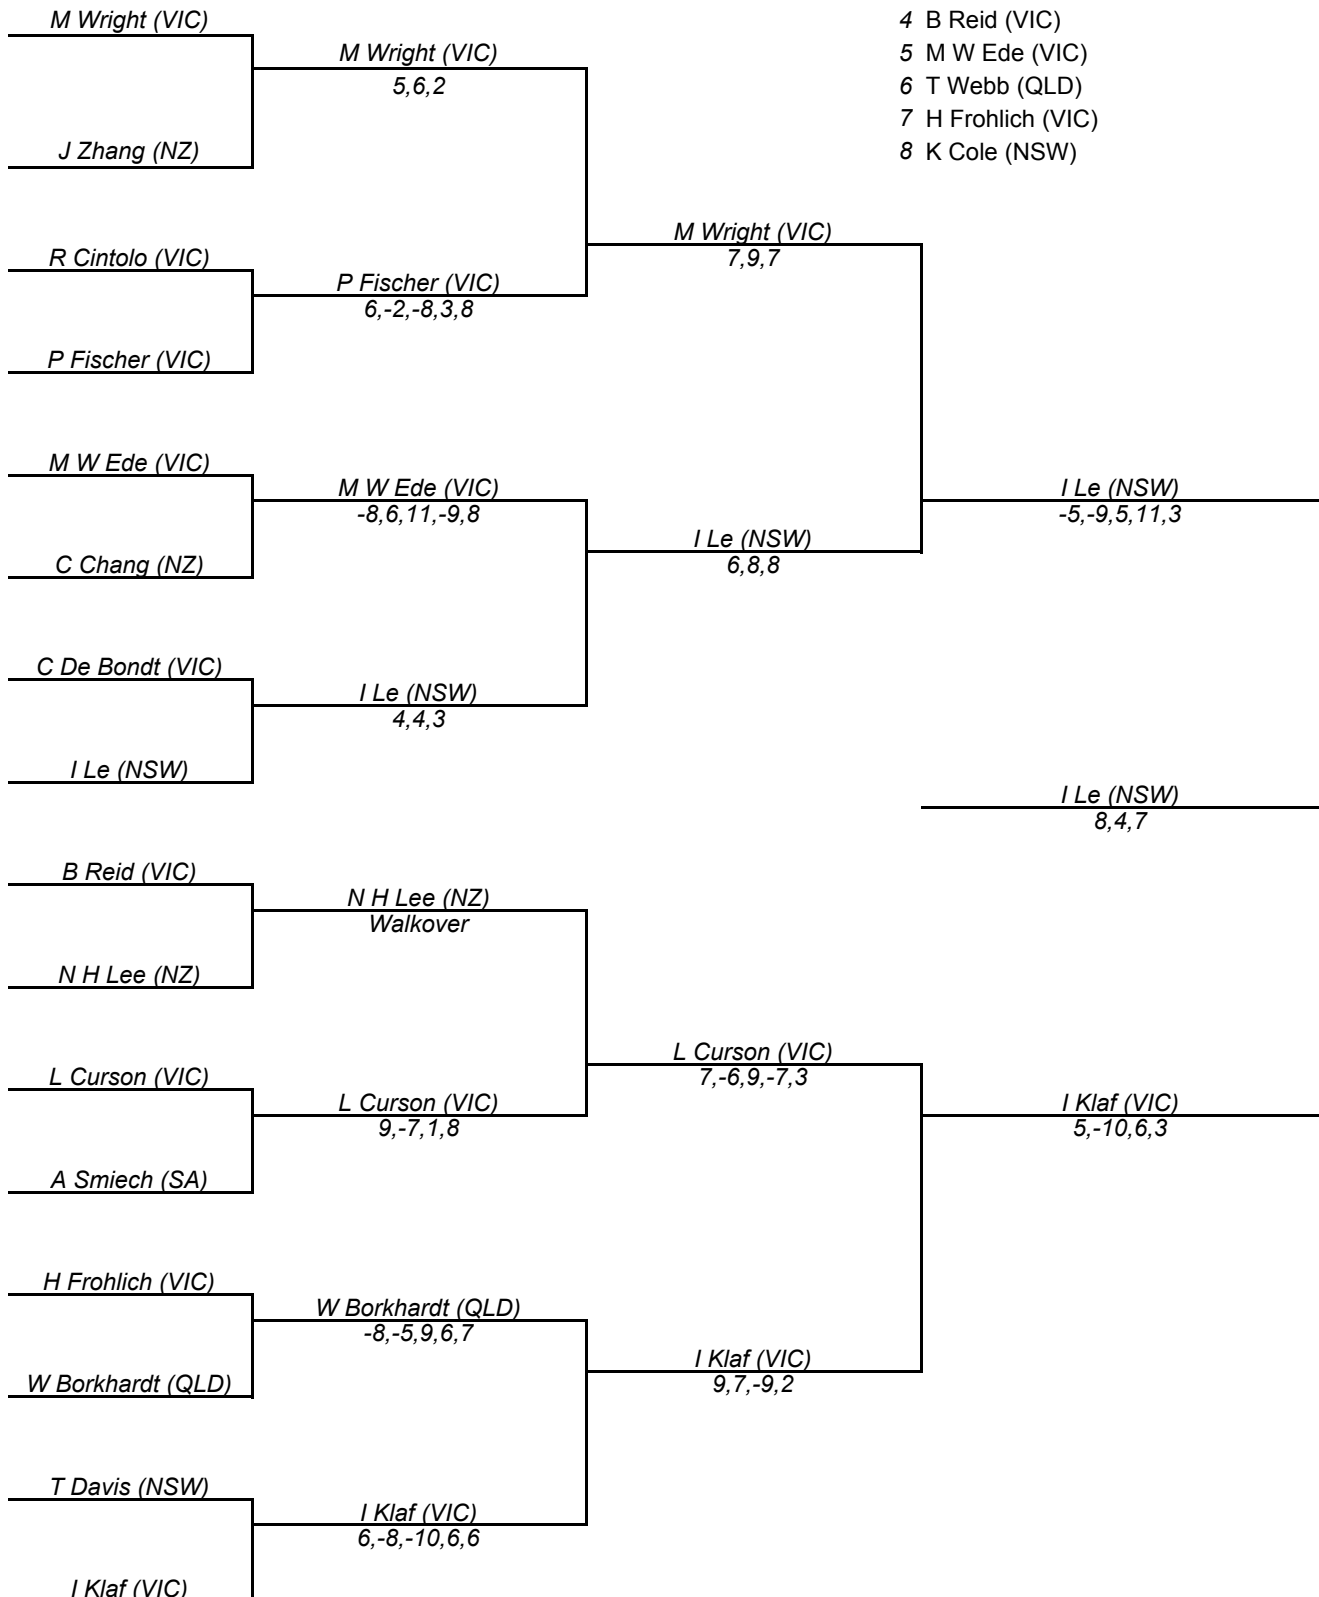 M Wright (VIC)
4 B Reid (VIC)
M Wright (VIC)
5 M W Ede (VIC)
5,6,2
6 T Webb (QLD)
7 H Frohlich (VIC)
J Zhang (NZ)
8 K Cole (NSW)
M Wright (VIC)
7,9,7
R Cintolo (VIC)
P Fischer (VIC)
6,-2,-8,3,8
P Fischer (VIC)
M W Ede (VIC)
M W Ede (VIC)
-8,6,11,-9,8
I Le (NSW)
-5,-9,5,11,3
I Le (NSW)
6,8,8
C Chang (NZ)
C De Bondt (VIC)
I Le (NSW)
4,4,3
I Le (NSW)
I Le (NSW)
8,4,7
B Reid (VIC)
N H Lee (NZ)
Walkover
N H Lee (NZ)
L Curson (VIC)
7,-6,9,-7,3
L Curson (VIC)
L Curson (VIC)
9,-7,1,8
I Klaf (VIC)
5,-10,6,3
A Smiech (SA)
H Frohlich (VIC)
W Borkhardt (QLD)
-8,-5,9,6,7
I Klaf (VIC)
9,7,-9,2
W Borkhardt (QLD)
T Davis (NSW)
I Klaf (VIC)
6,-8,-10,6,6
I Klaf (VIC)